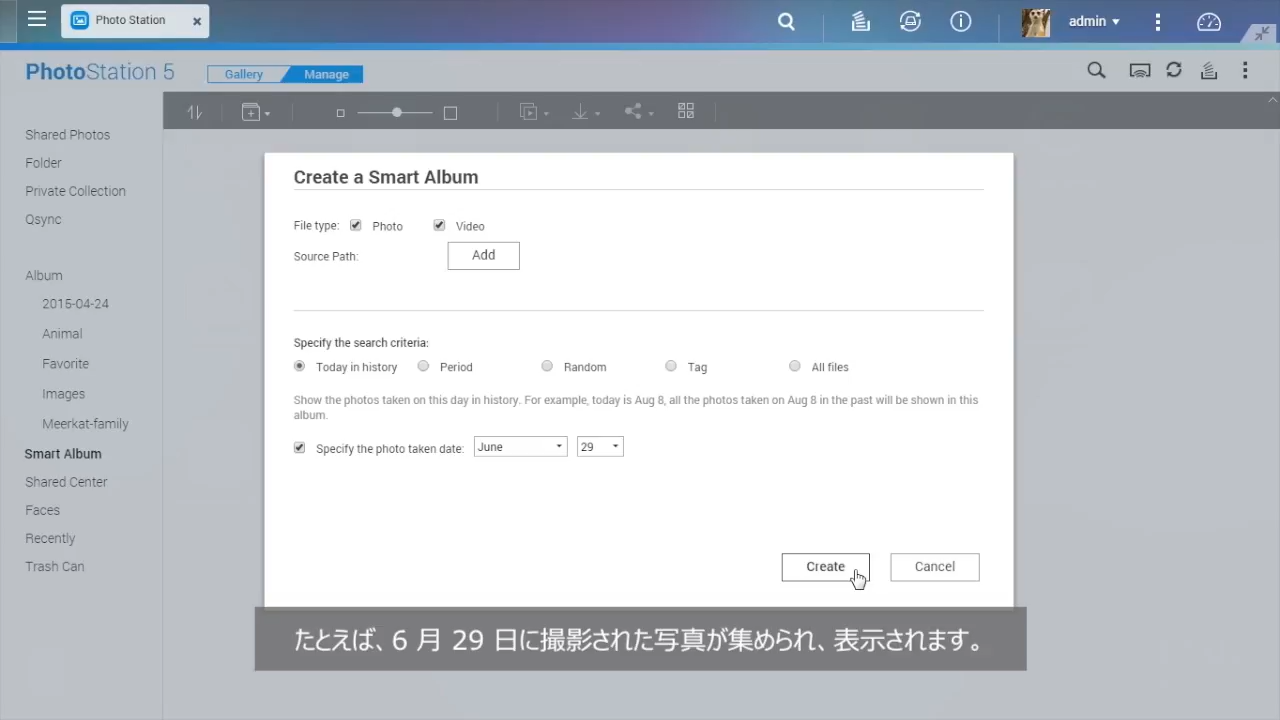 Photo Station
admin
PhotoStation 5
Gallery
Manage
Shared Photos
Folder
Private Collection
Qsync
Album
2015-04-24
Animal
Favorite
Images
Meerkat-family
Smart Album
Shared Center
Faces
Recently
Trash Can
Create a Smart Album
File type: Photo Video
Source Path: Add
Specify the search criteria:
Today in history Period Random Tag All files
Show the photos taken on this day in history. For example, today is Aug 8, all the photos taken on Aug 8 in the past will be shown in this
album.
Specify the photo taken date: June 29
Create Cancel
たとえば、6 月 29 日に撮影された写真が集められ、表示されます。